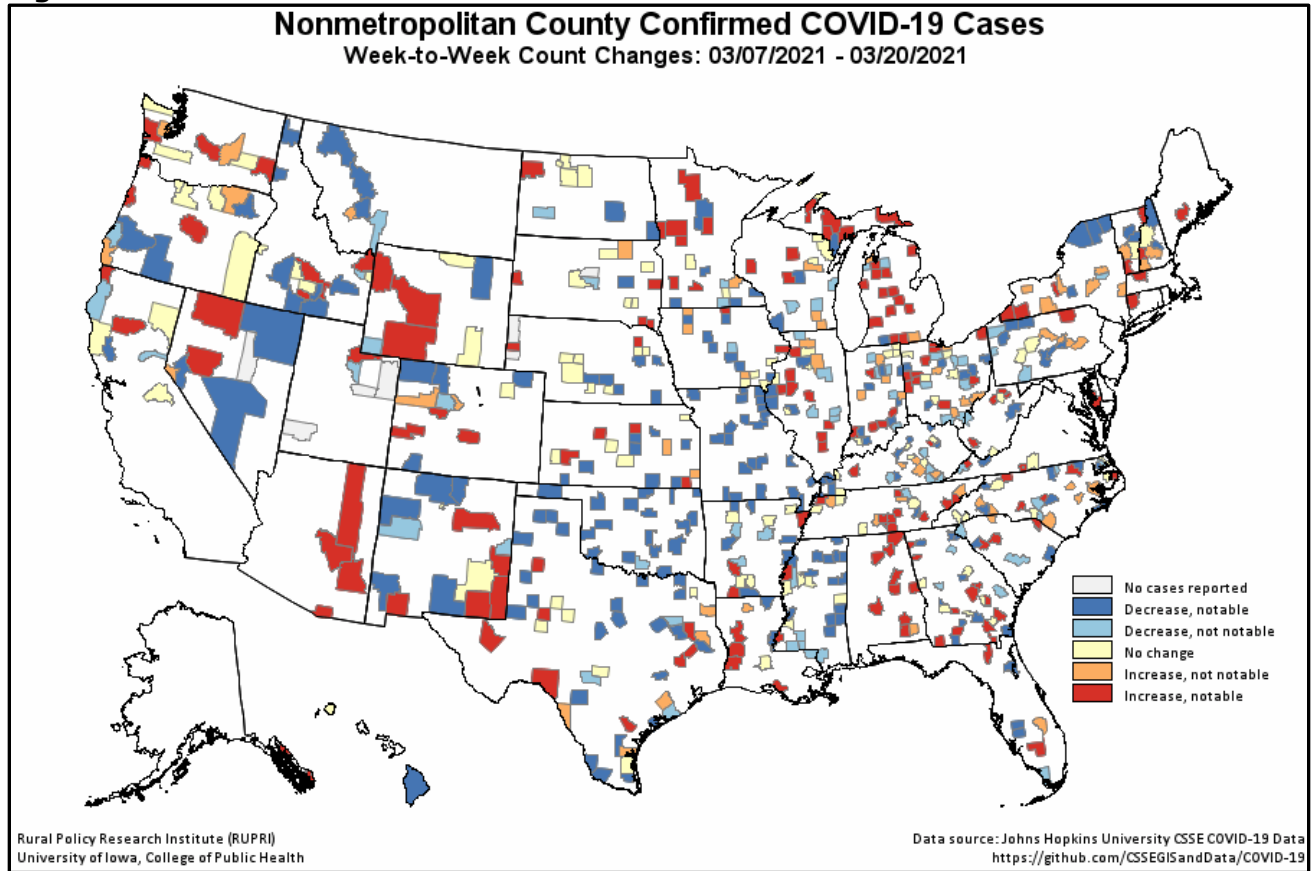 Nonmetropolitan County Confirmed COVID-19 Cases
Week-to-Week Count Changes: 03/07/2021 - 03/20/2021
No cases reported
Decrease, notable
Decrease, not notable
No change
Increase, not notable
Increase, notable
Rural Policy Research Institute (RUPRI)
University of Iowa, College of Public Health
Data source: Johns Hopkins University CSSE COVID-19 Data
https://github.com/CSSEGISandData/COVID-19